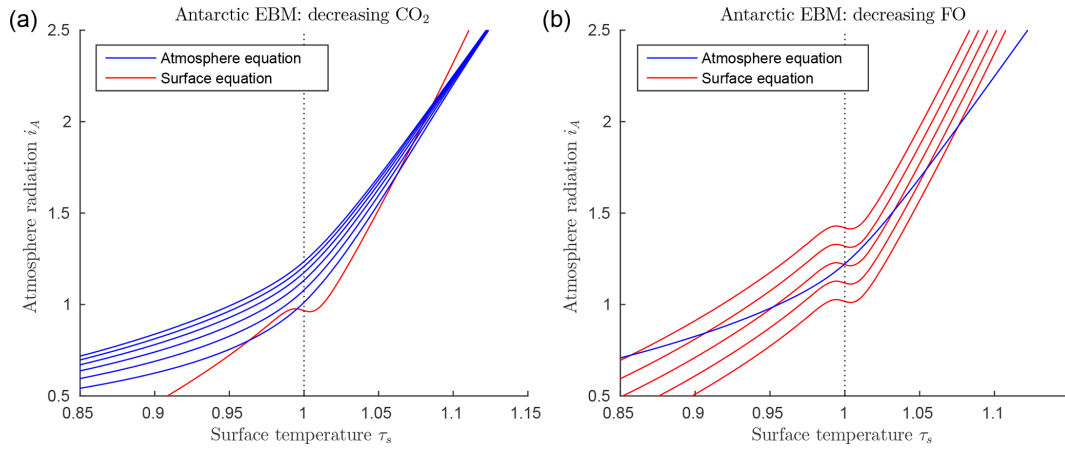 (a)
Antarctic EBM: decreasing CO₂
Atmosphere equation
Surface equation
Atmosphere radiation i_A
2.5
2
1.5
1
0.5
0.85
0.9
0.95
1
1.05
1.1
1.15
Surface temperature τ_s
(b)
Antarctic EBM: decreasing FO
Atmosphere equation
Surface equation
Atmosphere radiation i_A
2.5
2
1.5
1
0.5
0.85
0.9
0.95
1
1.05
1.1
Surface temperature τ_s